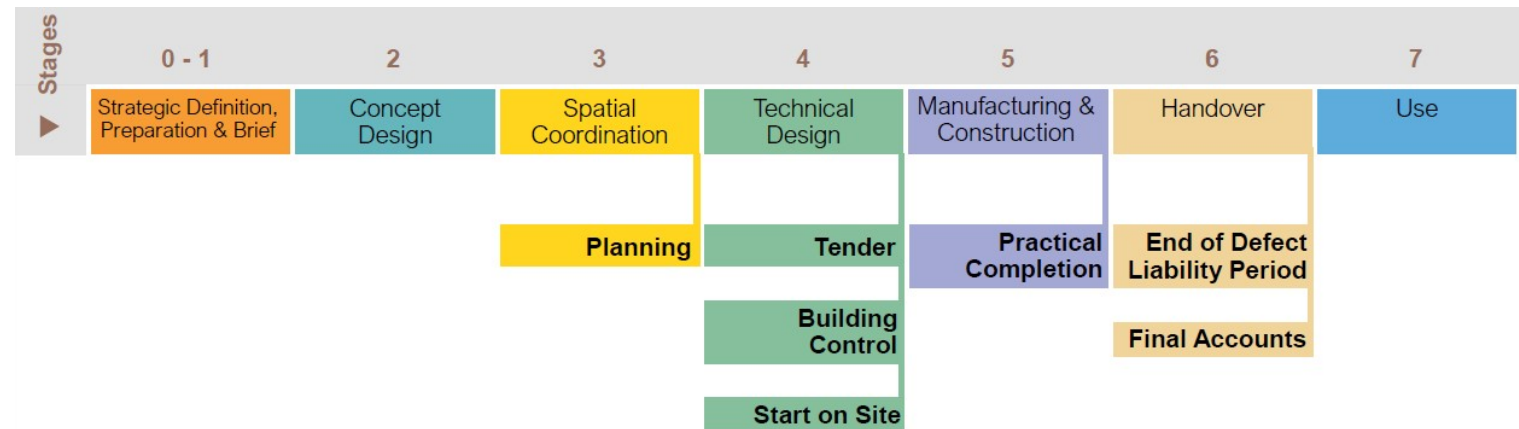 Stages
0 - 1
2
3
4
5
6
7
Strategic Definition,
Preparation & Brief
Concept
Design
Spatial
Coordination
Technical
Design
Manufacturing &
Construction
Handover
Use
Planning
Tender
Building
Control
Start on Site
Practical
Completion
End of Defect
Liability Period
Final Accounts